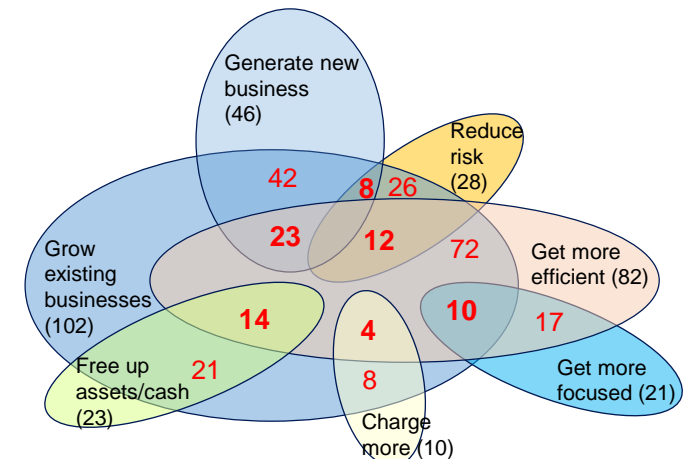 Generate new
business
(46)
Reduce
risk
(28)
42
8
26
23
12
72
Grow
existing
businesses
(102)
Get more
efficient (82)
14
4
10
17
Free up
assets/cash
(23)
21
8
Get more
focused (21)
Charge
more (10)